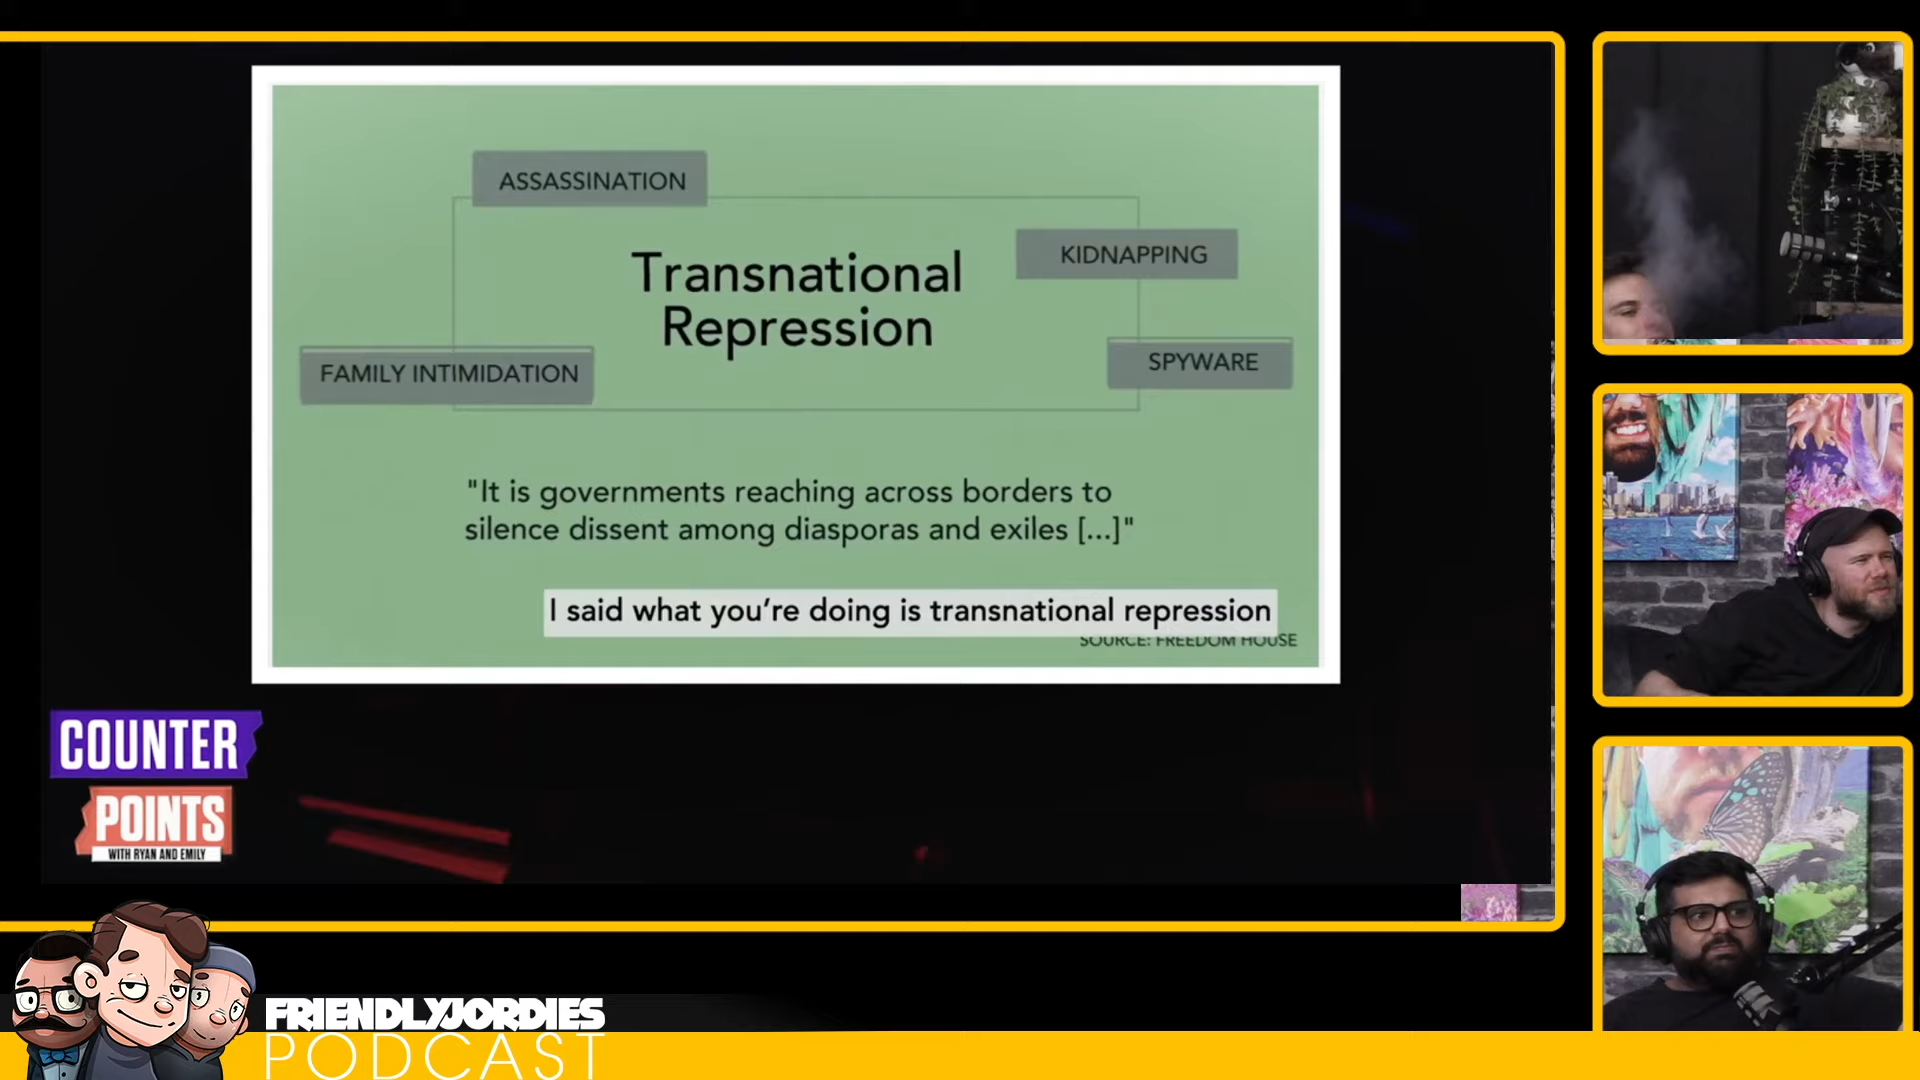 ASSASSINATION
KIDNAPPING
Transnational
Repression
SPYWARE
FAMILY INTIMIDATION
"It is governments reaching across borders to
silence dissent among diasporas and exiles [...]"
I said what you’re doing is transnational repression
SOURCE: FREEDOM HOUSE
COUNTER
POINTS
WITH RYAN AND EMILY
FRIENDLYJORDIES
PODCAST